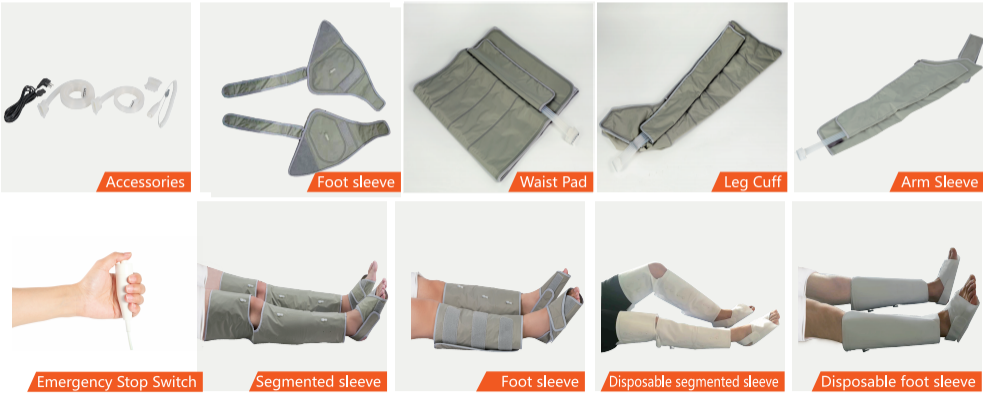 Accessories
Foot sleeve
Waist Pad
Leg Cuff
Arm Sleeve
Emergency Stop Switch
Segmented sleeve
Foot sleeve
Disposable segmented sleeve
Disposable foot sleeve